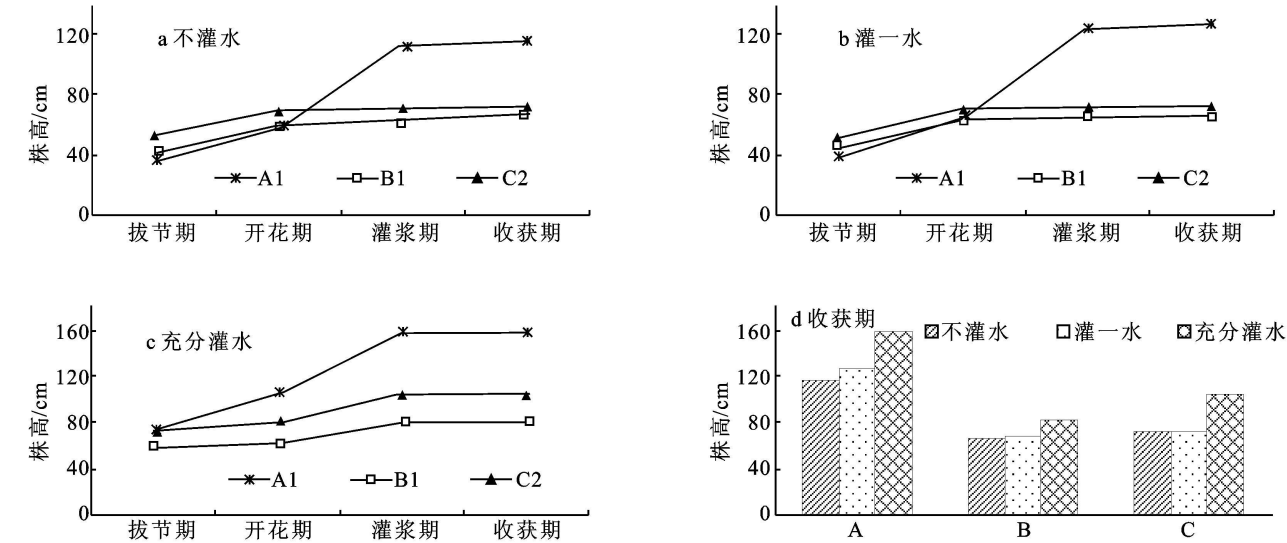 a 不灌水
株高/cm
120
80
40
0
A1 B1 C2
拔节期 开花期 灌浆期 收获期
b 灌一水
株高/cm
120
80
40
0
A1 B1 C2
拔节期 开花期 灌浆期 收获期
c 充分灌水
株高/cm
160
120
80
40
0
A1 B1 C2
拔节期 开花期 灌浆期 收获期
d 收获期
不灌水 灌一水 充分灌水
株高/cm
160
120
80
40
0
A B C